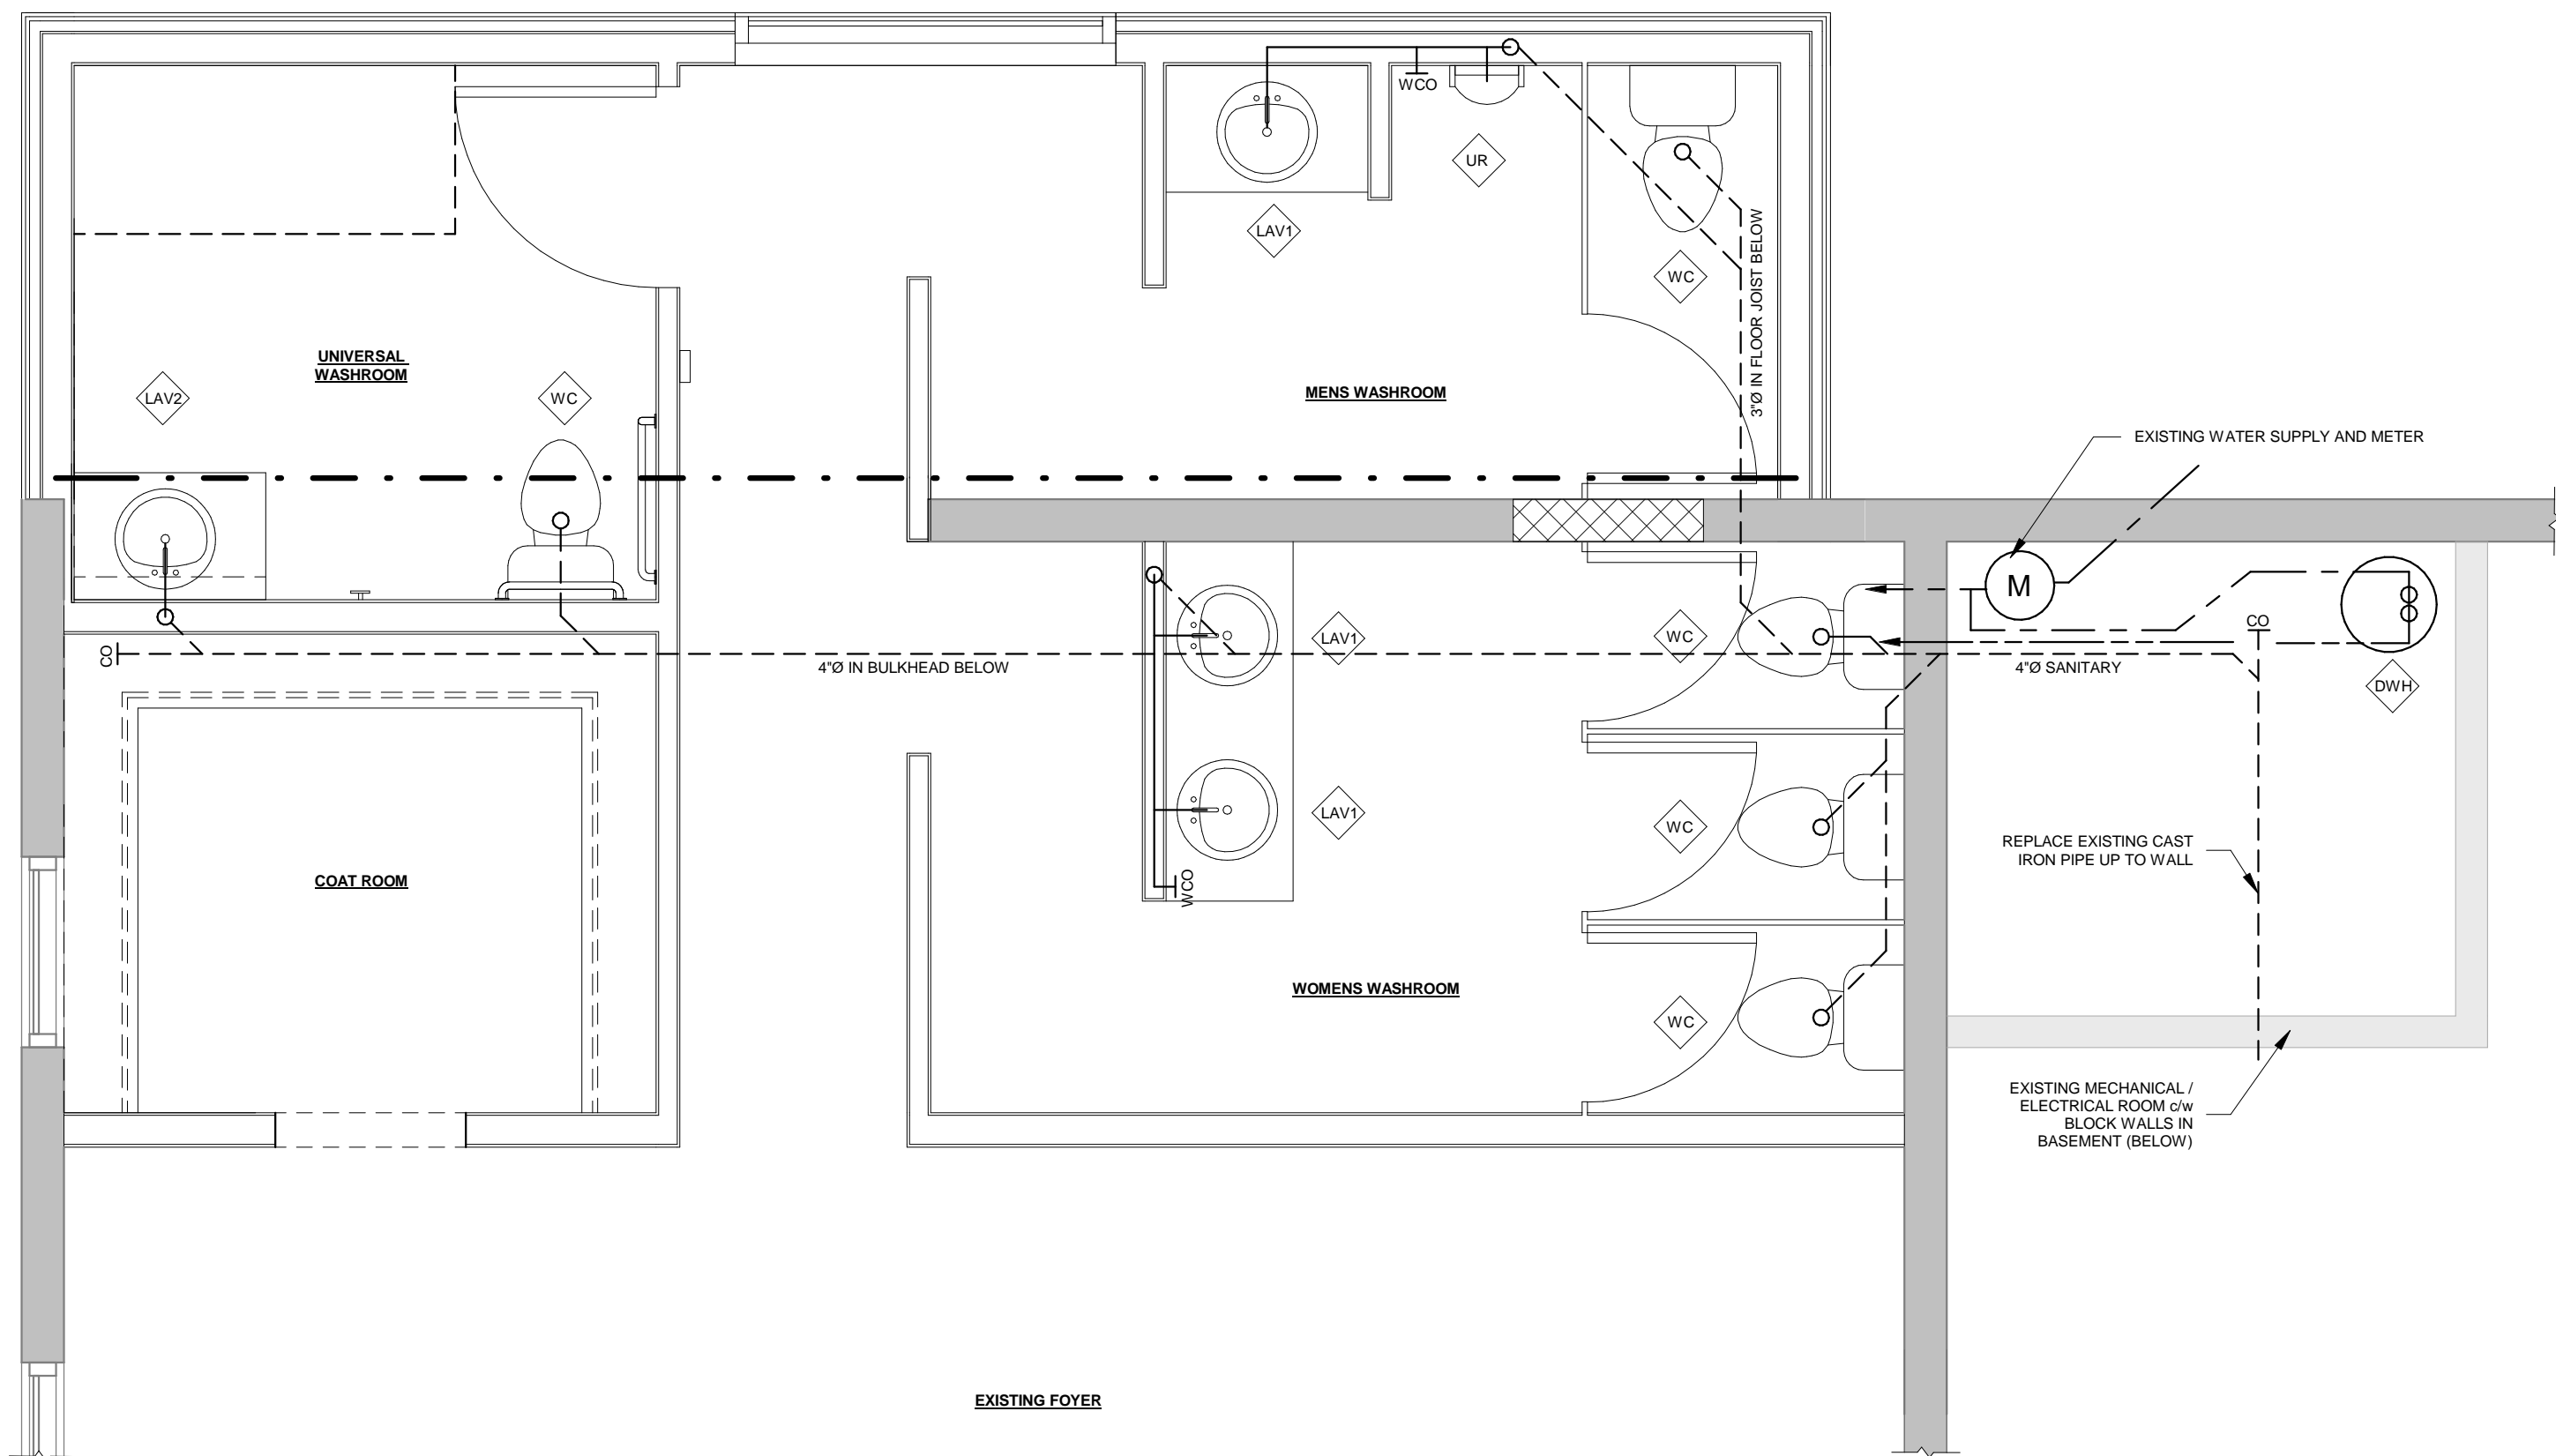 WCO
UR
LAV1
WC
3"Ø IN FLOOR JOIST BELOW
UNIVERSAL
WASHROOM
LAV2
WC
MENS WASHROOM
EXISTING WATER SUPPLY AND METER
M
CO
LAV1
WC
CO
4"Ø IN BULKHEAD BELOW
4"Ø SANITARY
DWH
LAV1
WC
REPLACE EXISTING CAST
IRON PIPE UP TO WALL
COAT ROOM
WCO
WOMENS WASHROOM
WC
EXISTING MECHANICAL /
ELECTRICAL ROOM c/w
BLOCK WALLS IN
BASEMENT (BELOW)
EXISTING FOYER